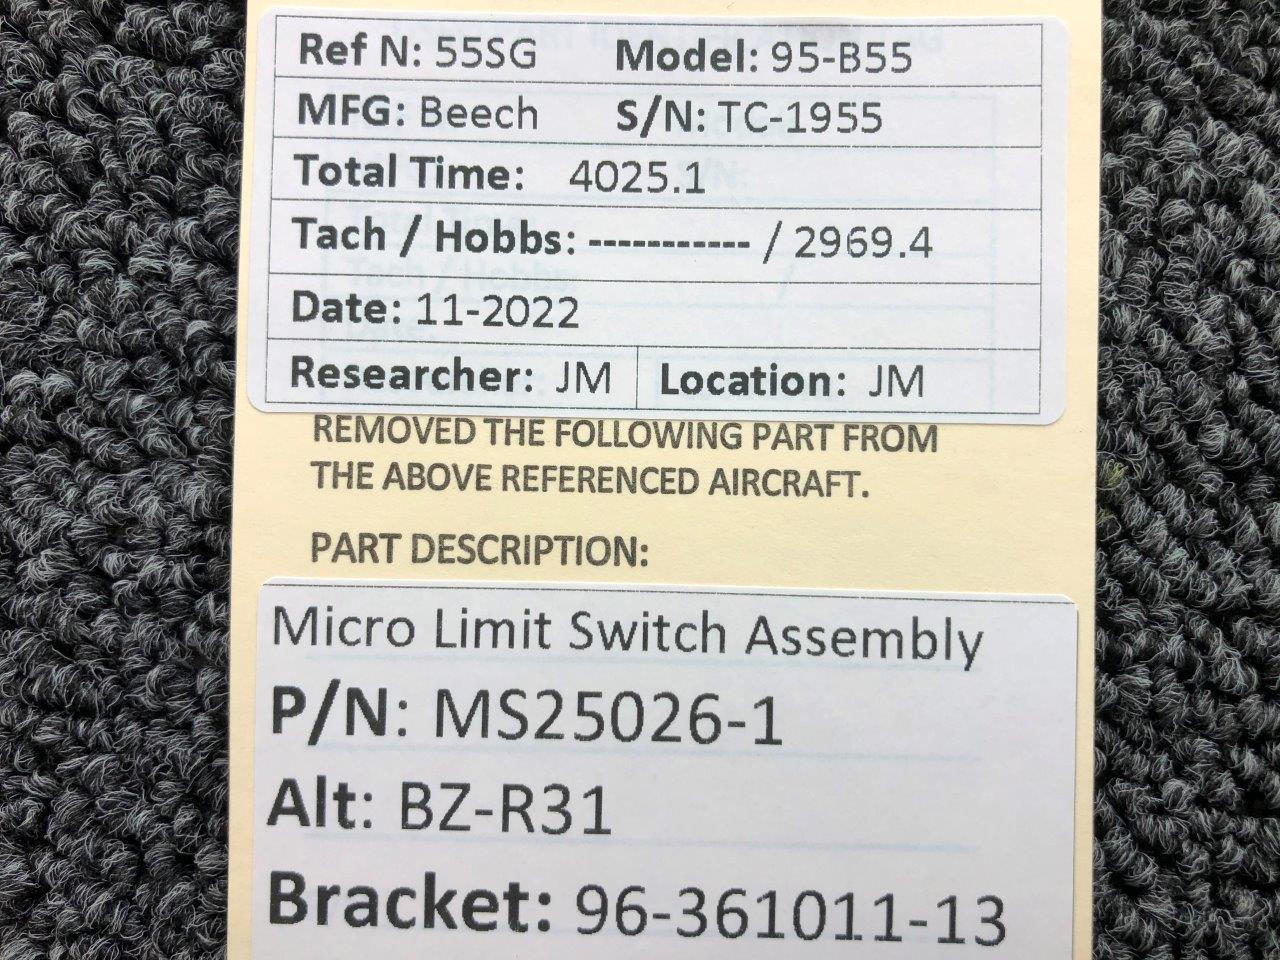 Ref N: 55SG Model: 95-B55
MFG: Beech S/N: TC-1955
Total Time: 4025.1
Tach / Hobbs: ----------- / 2969.4
Date: 11-2022
Researcher: JM Location: JM
REMOVED THE FOLLOWING PART FROM
THE ABOVE REFERENCED AIRCRAFT.
PART DESCRIPTION:
Micro Limit Switch Assembly
P/N: MS25026-1
Alt: BZ-R31
Bracket: 96-361011-13